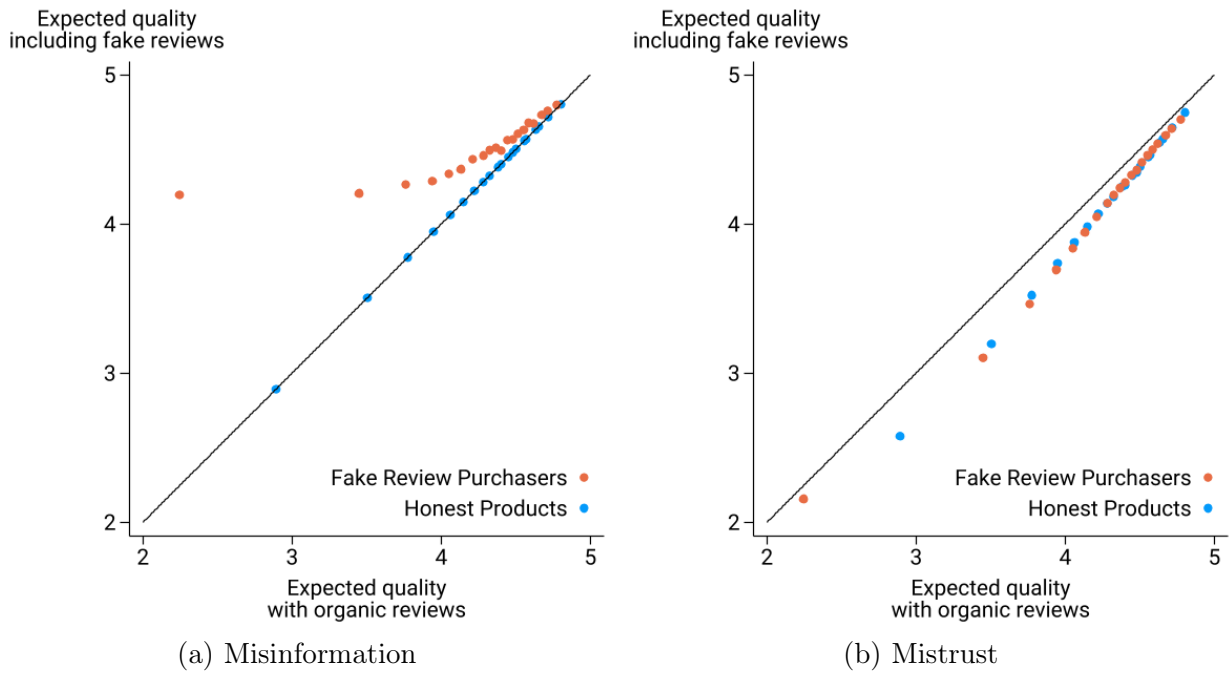 Expected quality
including fake reviews
5
4
3
2
2
3
4
5
Fake Review Purchasers
Honest Products
Expected quality
with organic reviews
(a) Misinformation
Expected quality
including fake reviews
5
4
3
2
2
3
4
5
Fake Review Purchasers
Honest Products
Expected quality
with organic reviews
(b) Mistrust